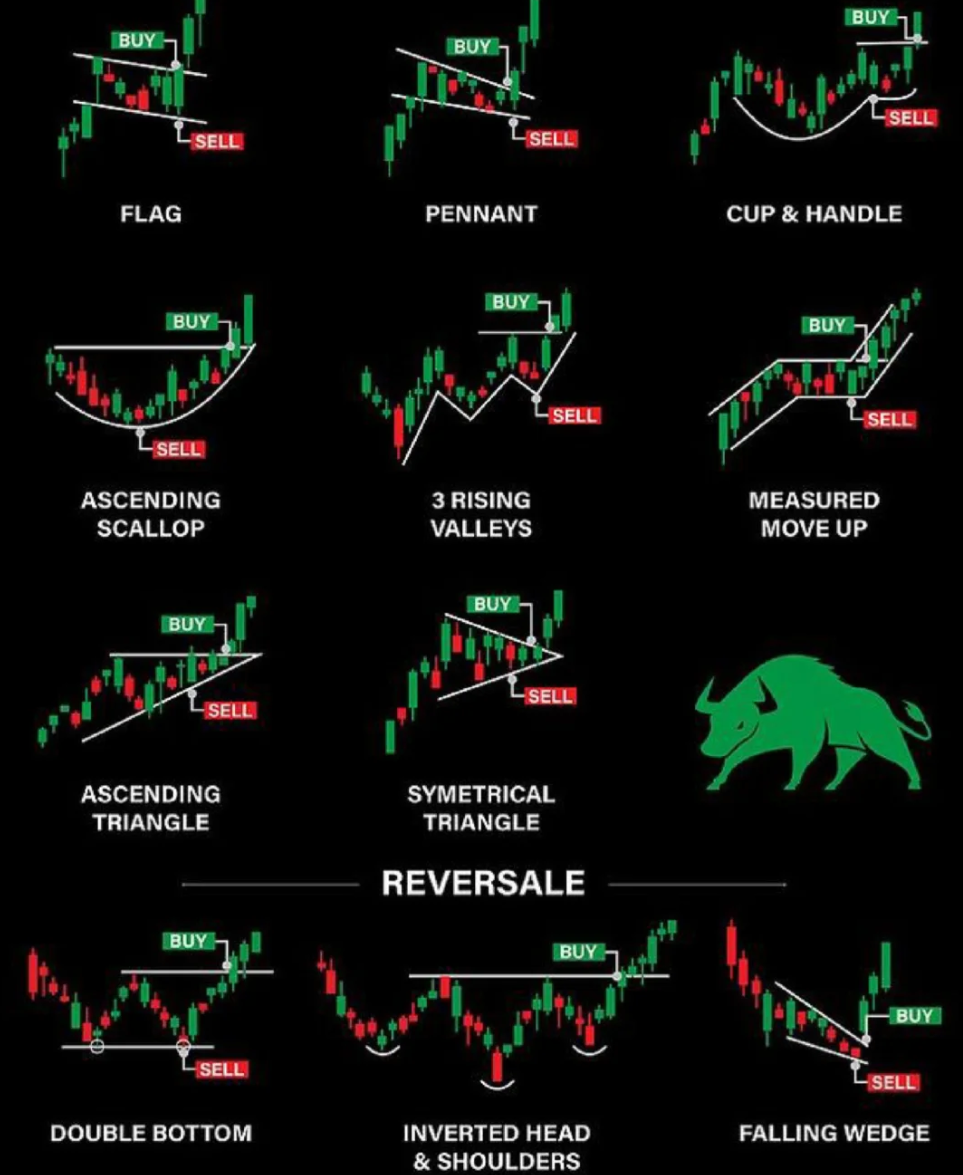 BUY
SELL
FLAG
BUY
SELL
PENNANT
BUY
SELL
CUP & HANDLE
BUY
SELL
ASCENDING
SCALLOP
BUY
SELL
3 RISING
VALLEYS
BUY
SELL
MEASURED
MOVE UP
BUY
SELL
ASCENDING
TRIANGLE
BUY
SELL
SYMETRICAL
TRIANGLE
REVERSALE
BUY
SELL
DOUBLE BOTTOM
BUY
INVERTED HEAD
& SHOULDERS
BUY
SELL
FALLING WEDGE